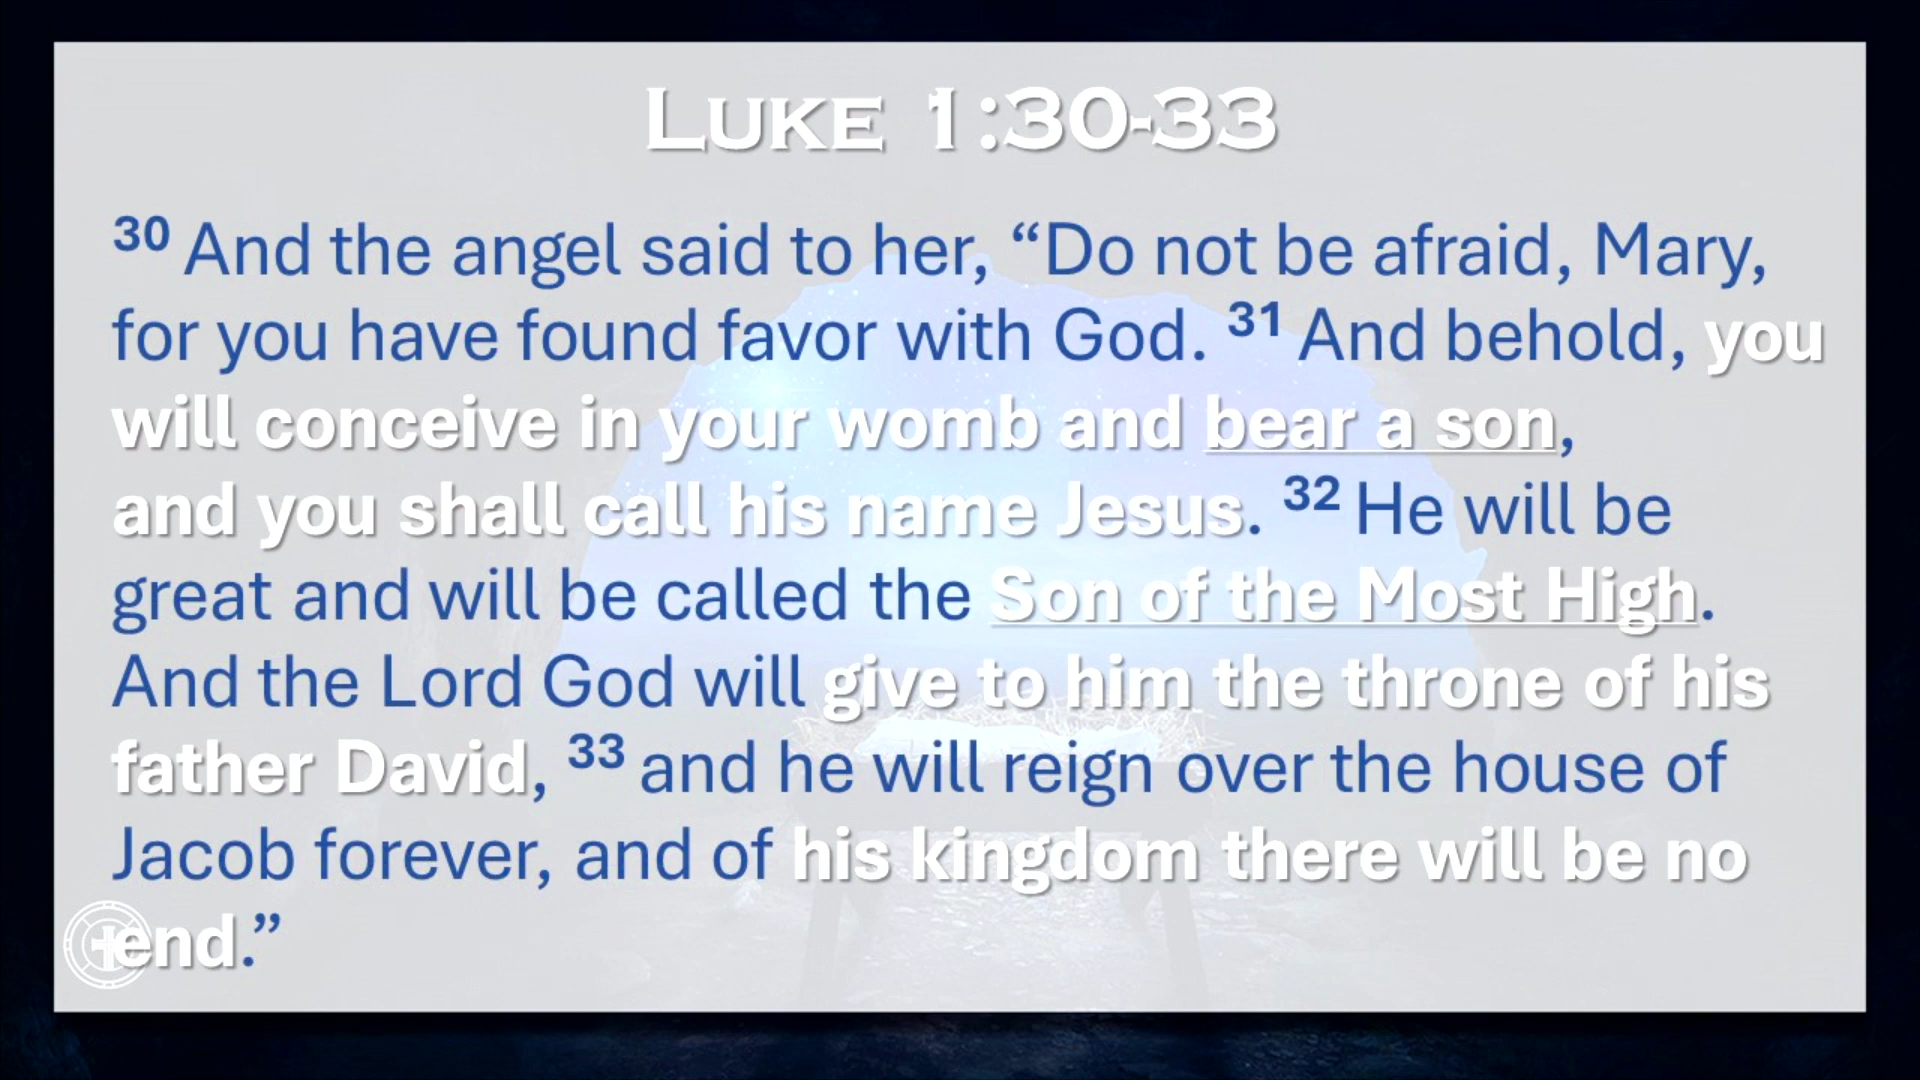 LUKE 1:30-33
30 And the angel said to her, “Do not be afraid, Mary,
for you have found favor with God. 31 And behold, you
will conceive in your womb and bear a son,
and you shall call his name Jesus. 32 He will be
great and will be called the Son of the Most High.
And the Lord God will give to him the throne of his
father David, 33 and he will reign over the house of
Jacob forever, and of his kingdom there will be no
end.”